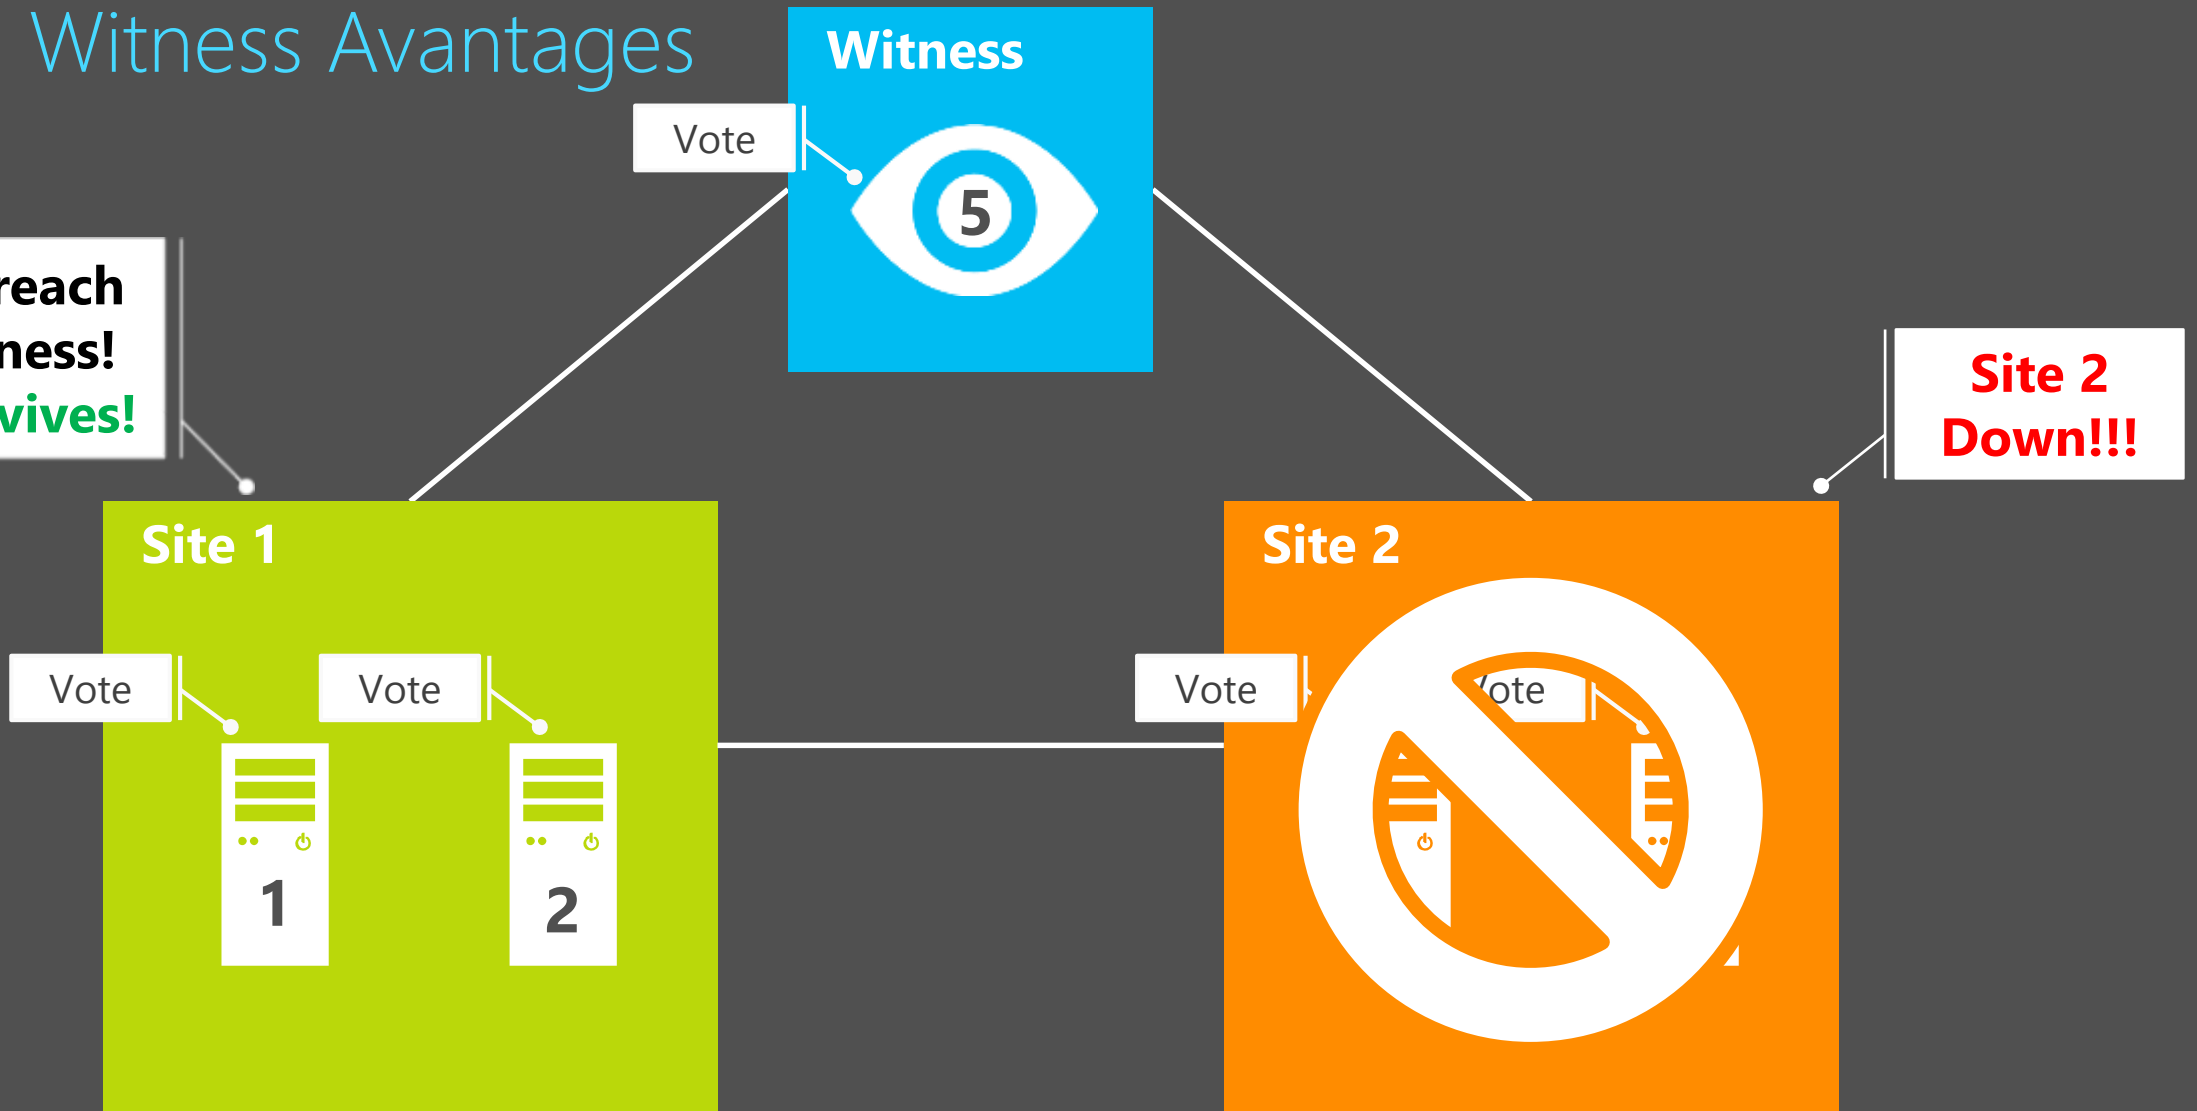 Witness Avantages
Witness
Vote
5
reach
ness!
vives!
Site 2
Down!!!
Site 1
Site 2
Vote
Vote
Vote
ote
1
2